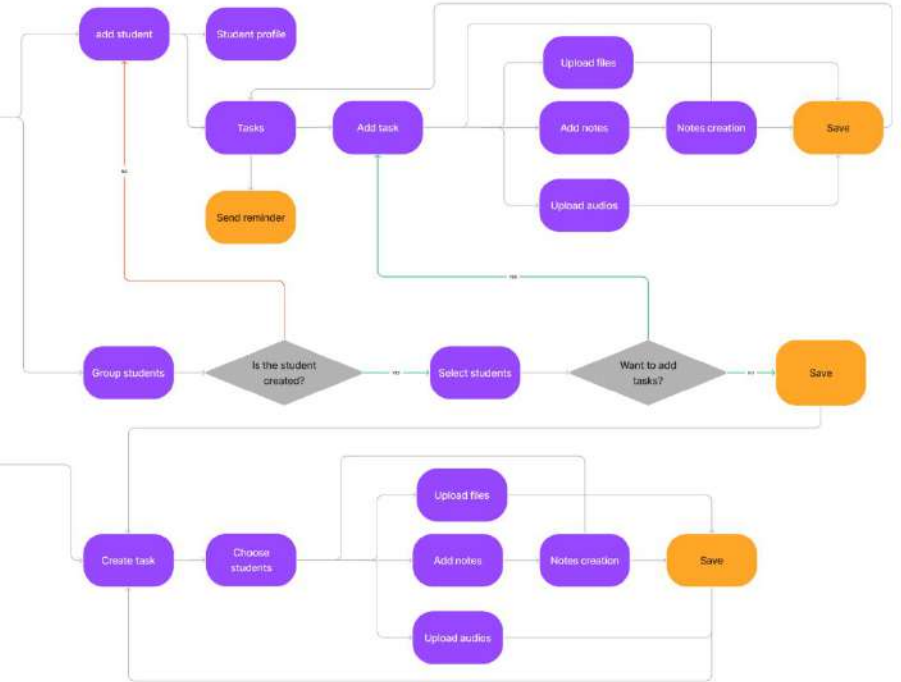 add student
Student profile
Upload files
Tasks
Add task
Add notes
Notes creation
Save
Send reminder
Upload audios
Group students
Is the student
created?
Select students
Want to add
tasks?
Save
Upload files
Create task
Choose
students
Add notes
Notes creation
Save
Upload audios